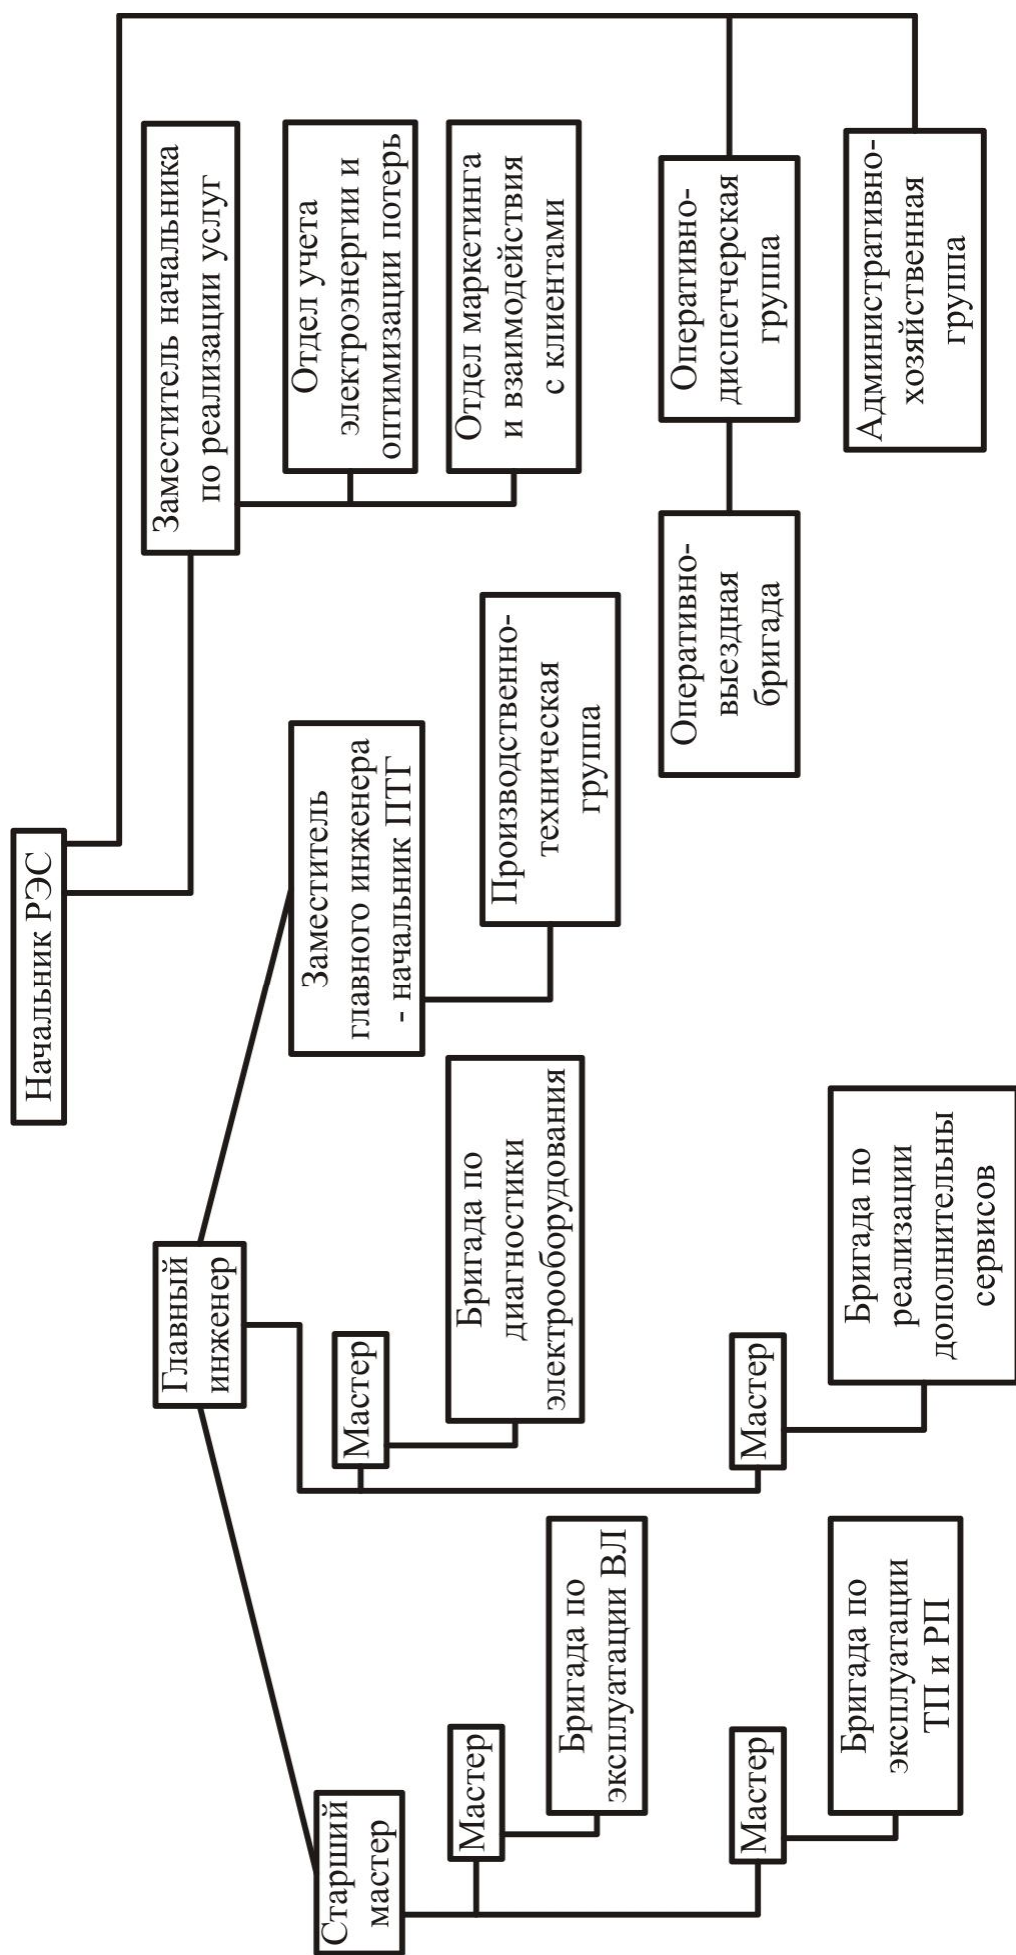 Начальник РЭС
Главный
инженер
Заместитель начальника
по реализации услуг
Старший
мастер
Мастер
Бригада по
эксплуатации ВЛ
Мастер
Бригада по
эксплуатации
ТП и РП
Мастер
Бригада по
диагностики
электрооборудования
Мастер
Бригада по
реализации
дополнительны
сервисов
Заместитель
главного инженера
- начальник ПТГ
Производственно-
техническая
группа
Отдел учета
электроэнергии и
оптимизации потерь
Отдел маркетинга
и взаимодействия
с клиентами
Оперативно-
выездная
бригада
Оперативно-
диспетчерская
группа
Административно-
хозяйственная
группа